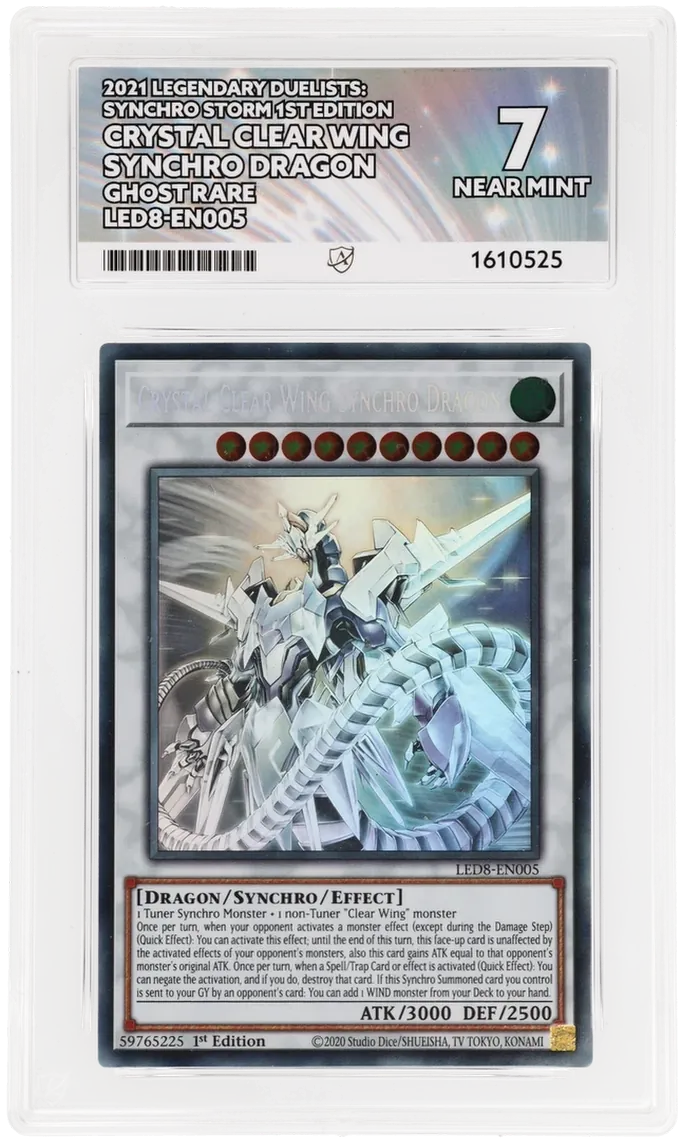 2021 LEGENDARY DUELISTS:
SYNCHRO STORM 1ST EDITION
CRYSTAL CLEAR WING
SYNCHRO DRAGON
GHOST RARE
LED8-EN005
7
NEAR MINT
1610525
CRYSTAL CLEAR WING SYNCHRO DRAGON
LED8-EN005
[DRAGON/SYNCHRO/EFFECT]
1 Tuner Synchro Monster + 1 non-Tuner "Clear Wing" monster
Once per turn, when your opponent activates a monster effect (except during the Damage Step)
(Quick Effect): You can activate this effect; until the end of this turn, this face-up card is unaffected by
the activated effects of your opponent's monsters, also this card gains ATK equal to that opponent's
monster's original ATK. Once per turn, when a Spell/Trap Card or effect is activated (Quick Effect): You
can negate the activation, and if you do, destroy that card. If this Synchro Summoned card you control
is sent to your GY by an opponent's card: You can add 1 WIND monster from your Deck to your hand.
ATK/3000 DEF/2500
59765225 1st Edition ©2020 Studio Dice/SHUEISHA, TV TOKYO, KONAMI